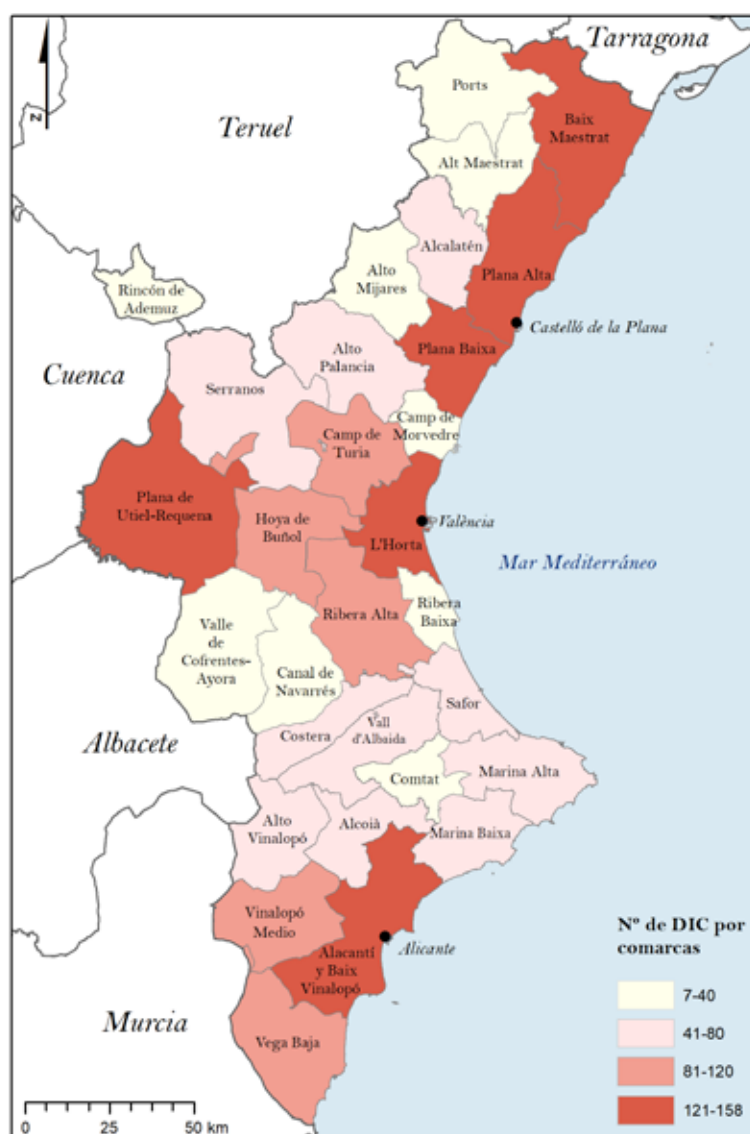 Tarragona
Ports
Baix
Maestrat
Teruel
Alt Maestrat
Alcalatén
Alto
Mijares
Plana Alta
Rincón de
Ademuz
Castelló de la Plana
Plana Baixa
Alto
Palancia
Cuenca
Serranos
Camp de
Morvedre
Camp de
Turia
Plana de
Utiel-Requena
Hoya de
Buñol
València
L'Horta
Mar Mediterráneo
Ribera
Baixa
Ribera Alta
Valle
de
Cofrentes-
Ayora
Canal de
Navarrés
Safor
Costera
Vall
d'Albaida
Albacete
Comtat
Marina Alta
Alto
Vinalopó
Alcoià
Marina Baixa
Vinalopó
Medio
Alicante
Alacantí
y Baix
Vinalopó
Murcia
Vega Baja
Nº de DIC por
comarcas
7-40
41-80
81-120
121-158
0 25 50 km
N